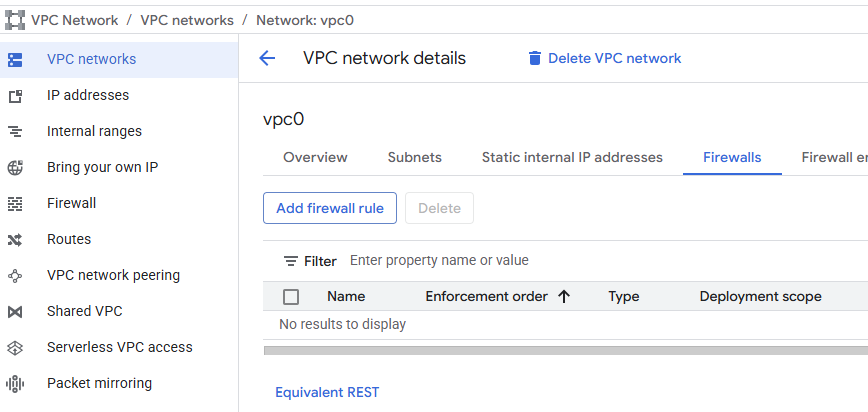 VPC Network / VPC networks / Network: vpc0
VPC networks
IP addresses
Internal ranges
Bring your own IP
Firewall
Routes
VPC network peering
Shared VPC
Serverless VPC access
Packet mirroring
VPC network details
Delete VPC network
vpc0
Overview Subnets Static internal IP addresses Firewalls Firewall en
Add firewall rule Delete
Filter Enter property name or value
Name Enforcement order Type Deployment scope
No results to display
Equivalent REST